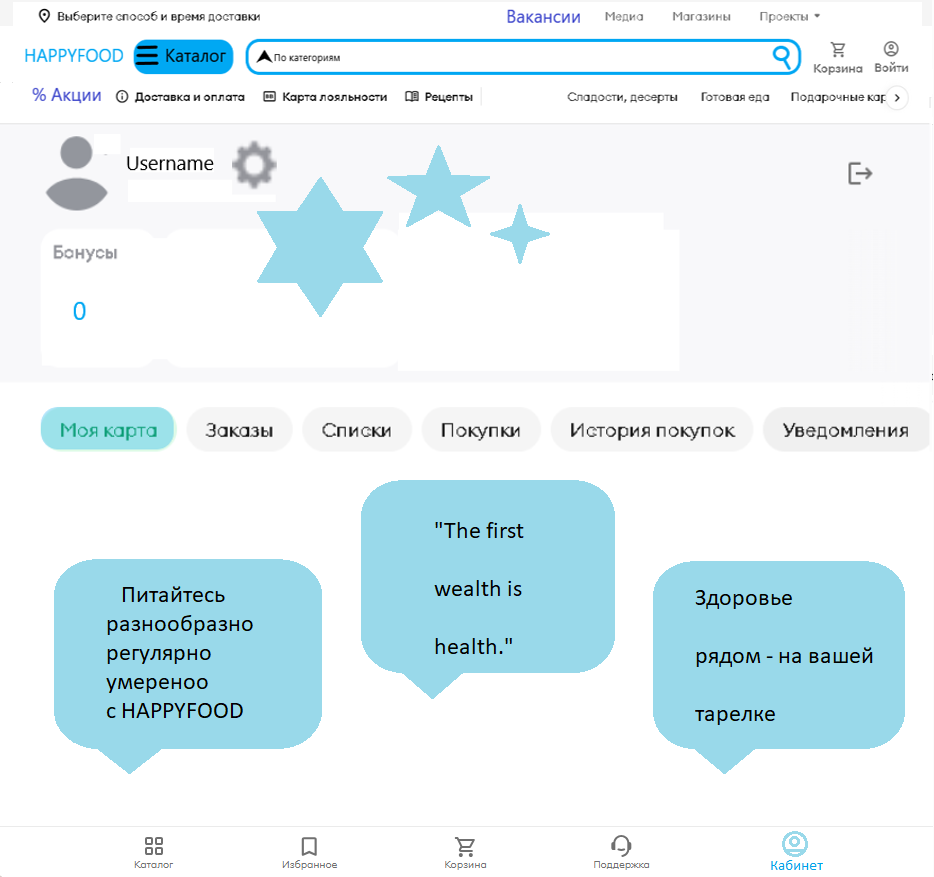 Выберите способ и время доставки
Вакансии
Медиа
Магазины
Проекты
HAPPYFOOD
Каталог
По категориям
Корзина
Войти
% Акции
Доставка и оплата
Карта лояльности
Рецепты
Сладости, десерты
Готовая еда
Подарочные кар
Username
Бонусы
0
Моя карта
Заказы
Списки
Покупки
История покупок
Уведомления
Питайтесь
разнообразно
регулярно
умереноо
с HAPPYFOOD
"The first
wealth is
health."
Здоровье
рядом - на вашей
тарелке
Каталог
Избранное
Корзина
Поддержка
Кабинет